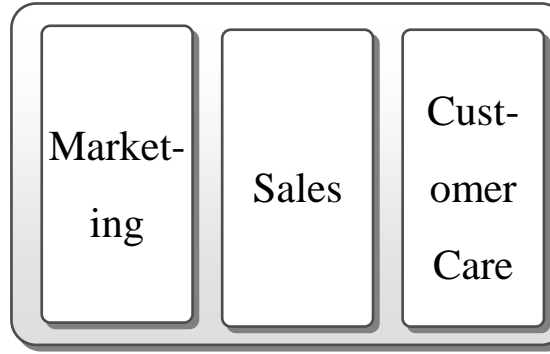 Market-
ing
Sales
Cust-
omer
Care